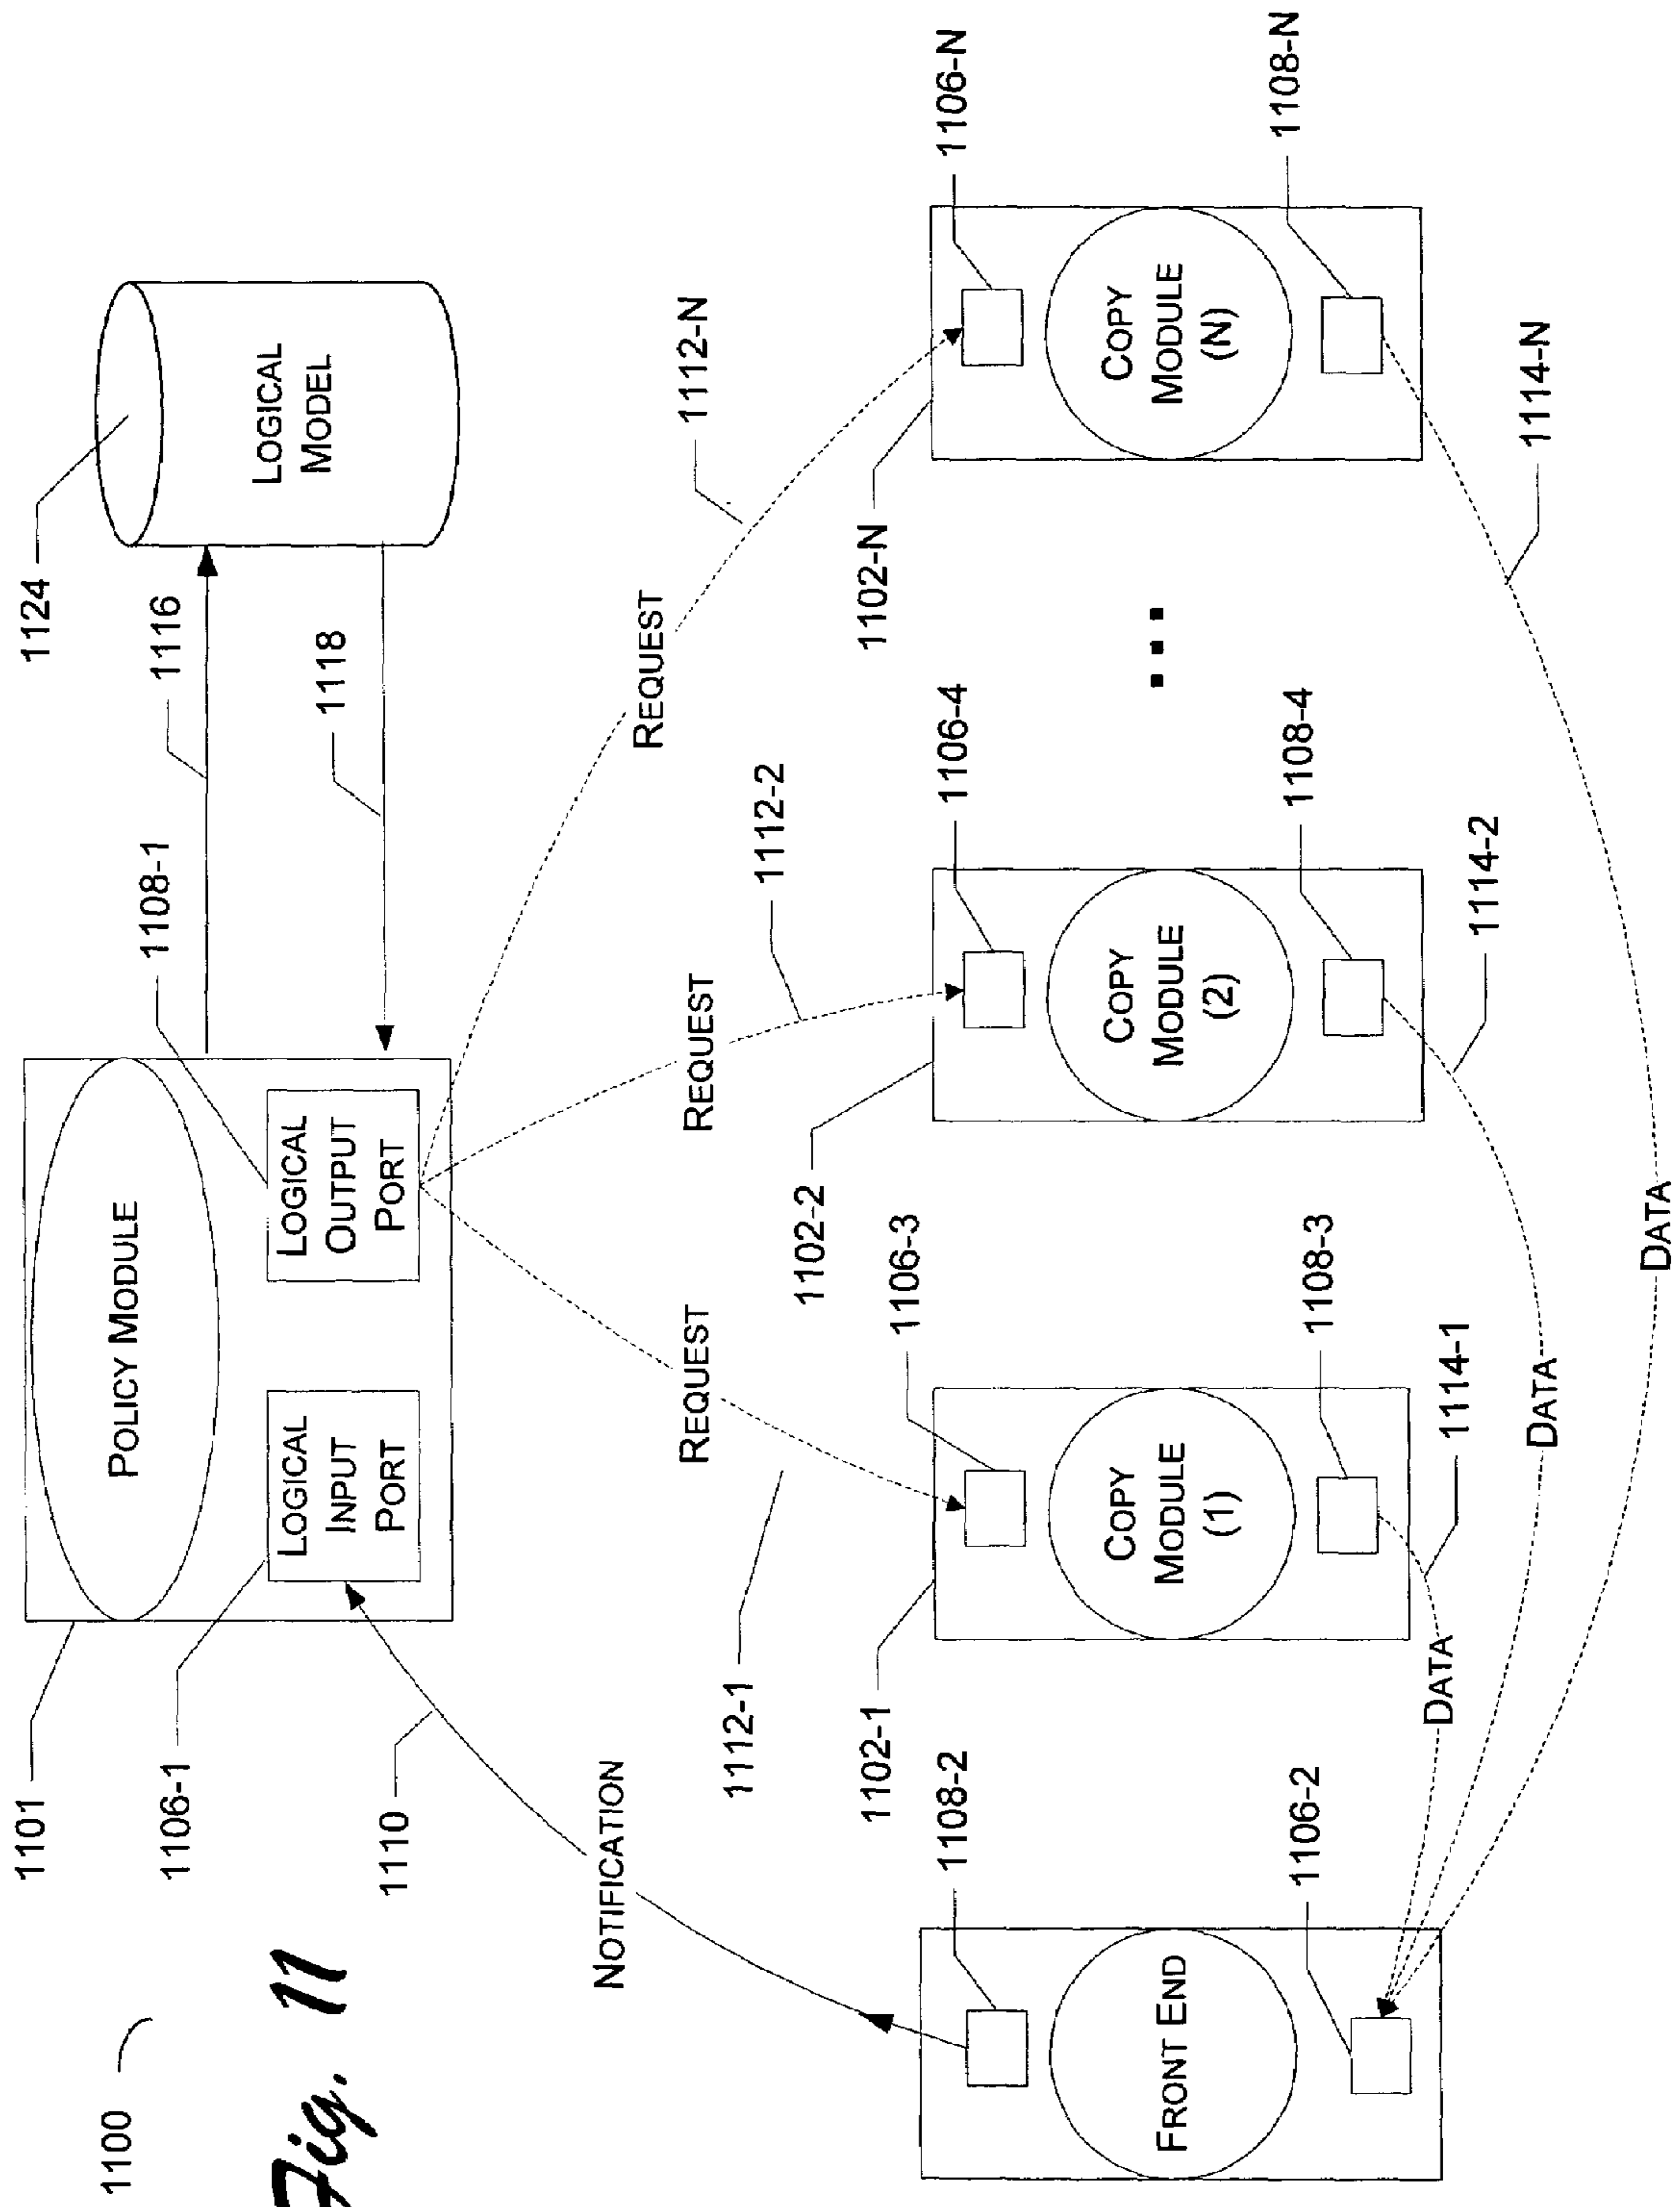 1100
Fig. 11
1101
1106-1
1110
POLICY MODULE
LOGICAL
INPUT
PORT
LOGICAL
OUTPUT
PORT
1108-1
1116
1118
1124
LOGICAL
MODEL
NOTIFICATION
REQUEST
REQUEST
REQUEST
1112-1
1112-2
1112-N
1108-2
FRONT END
1106-2
1102-1
1106-3
COPY
MODULE
(1)
1108-3
1114-1
DATA
1102-2
1106-4
COPY
MODULE
(2)
1108-4
1114-2
DATA
...
1102-N
1106-N
COPY
MODULE
(N)
1108-N
1114-N
DATA